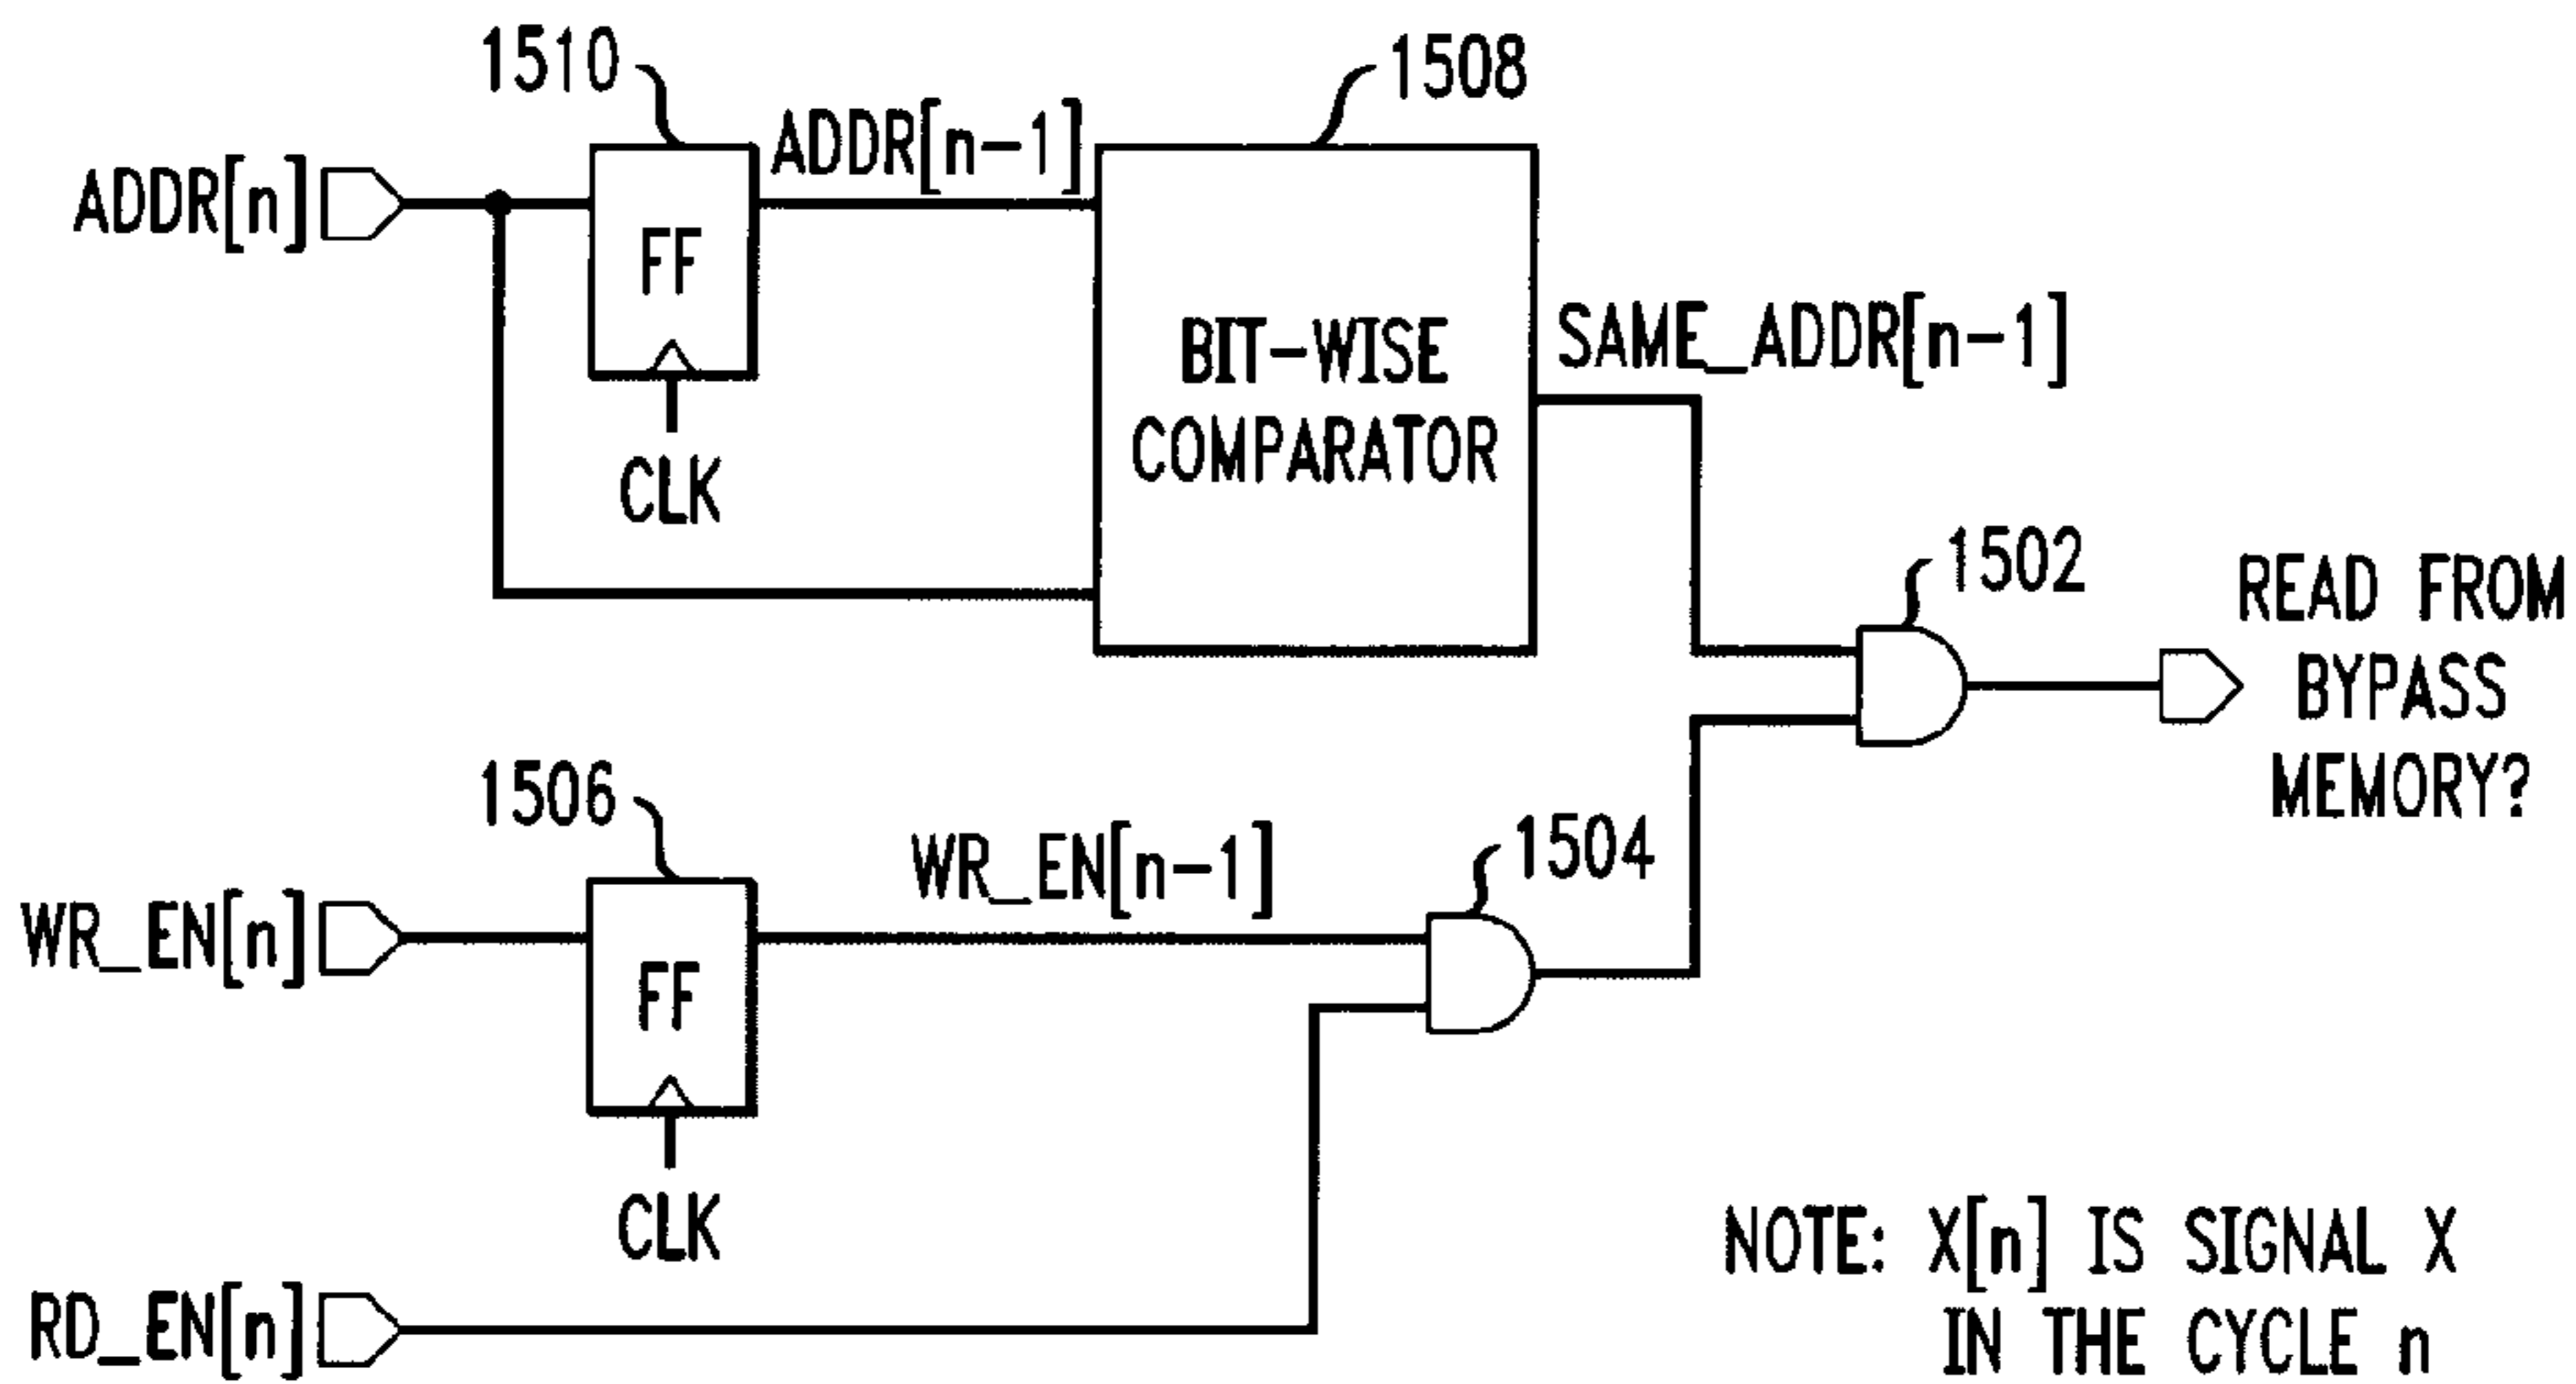 1510
1508
ADDR[n-1]
ADDR[n]
FF
CLK
BIT-WISE
COMPARATOR
SAME_ADDR[n-1]
1502
READ FROM
BYPASS
MEMORY?
1506
WR_EN[n-1]
1504
WR_EN[n]
FF
CLK
RD_EN[n]
NOTE: X[n] IS SIGNAL X
IN THE CYCLE n